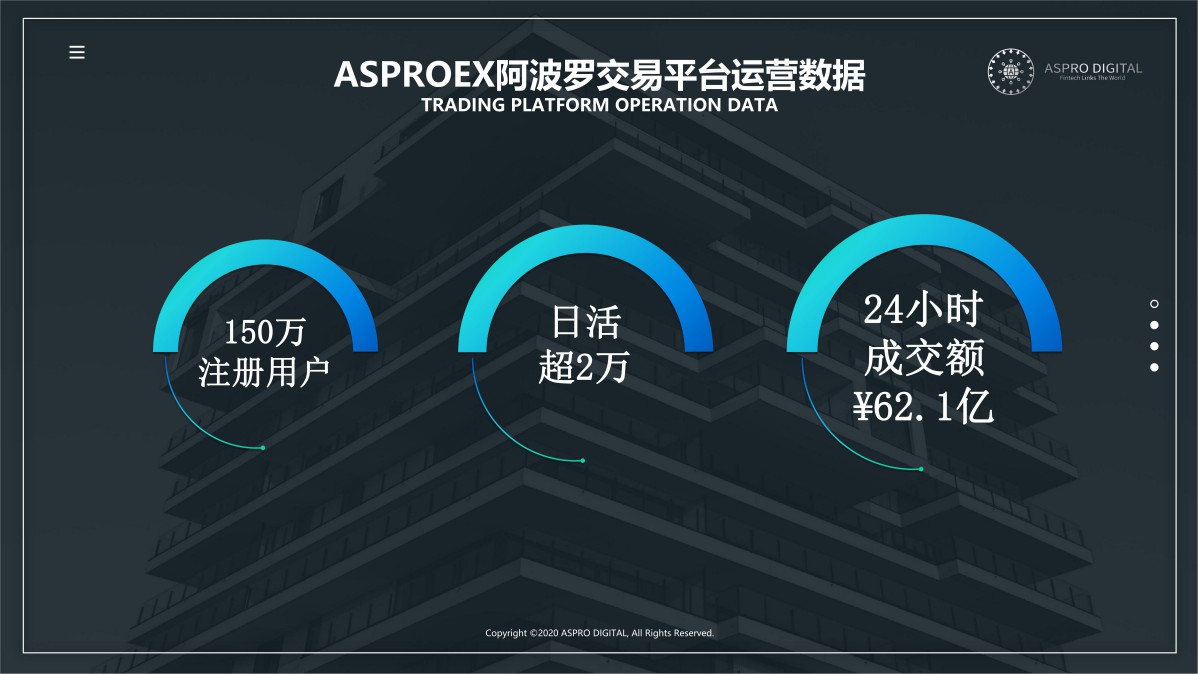 ASPROEX阿波罗交易平台运营数据
TRADING PLATFORM OPERATION DATA
ASPRO DIGITAL
Fintech Links The World
150万
注册用户
日活
超2万
24小时
成交额
¥62.1亿
Copyright ©2020 ASPRO DIGITAL, All Rights Reserved.